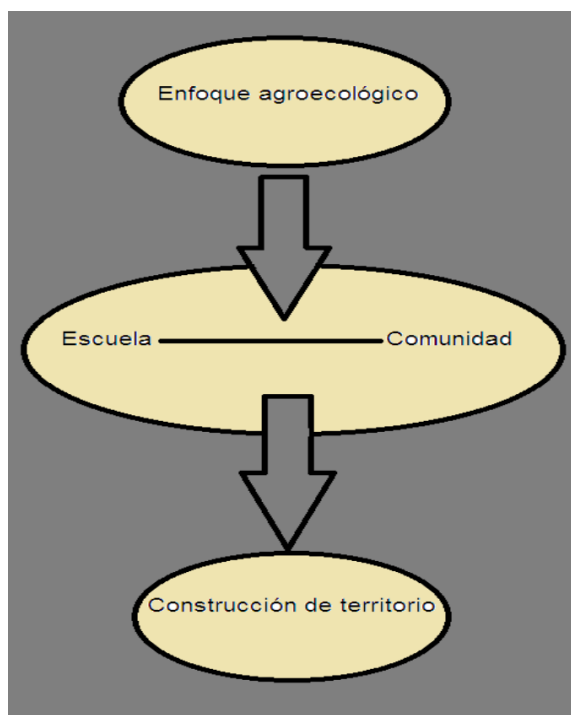 Enfoque agroecológico
Escuela Comunidad
Construcción de territorio